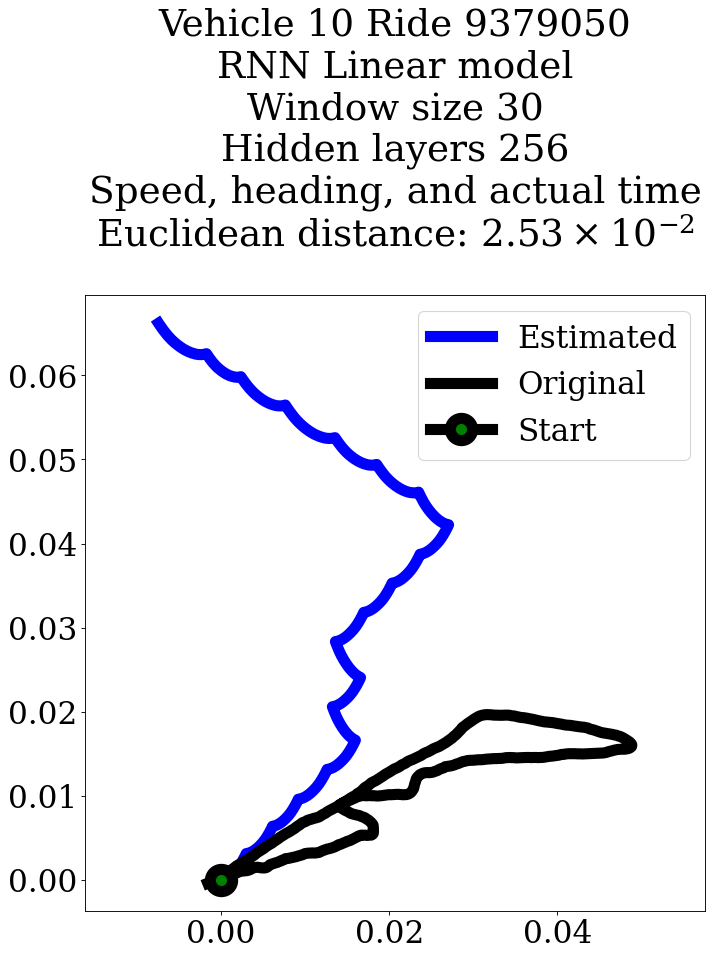 Vehicle 10 Ride 9379050
RNN Linear model
Window size 30
Hidden layers 256
Speed, heading, and actual time
Euclidean distance: 2.53 × 10⁻²
Estimated
Original
Start
0.06
0.05
0.04
0.03
0.02
0.01
0.00
0.00 0.02 0.04